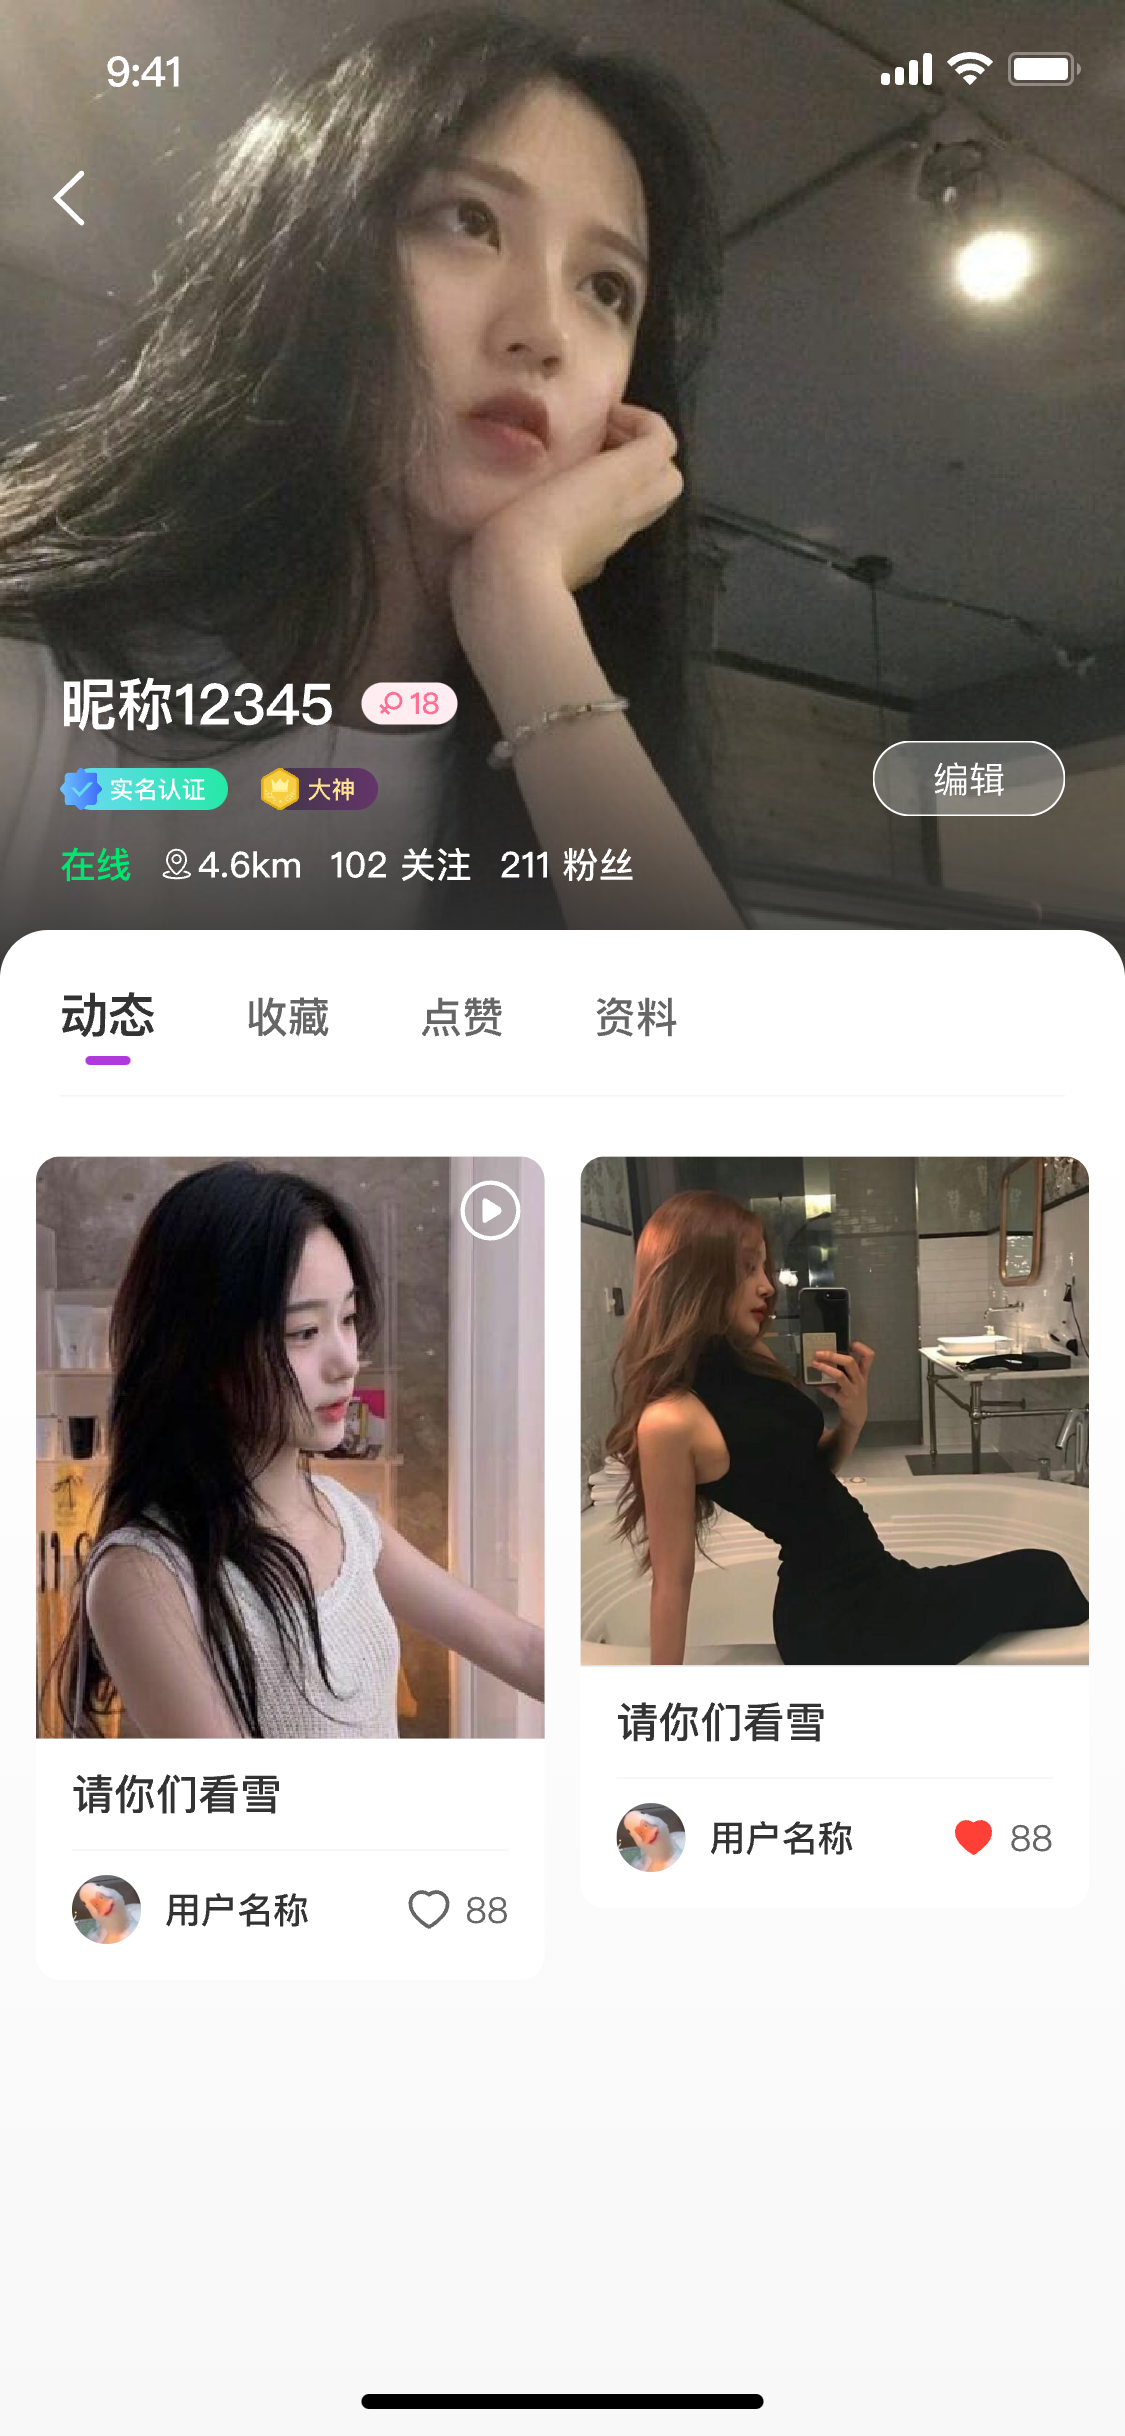 9:41
昵称12345 18
实名认证 大神
编辑
在线 4.6km 102 关注 211 粉丝
动态 收藏 点赞 资料
请你们看雪
用户名称 88
请你们看雪
用户名称 88